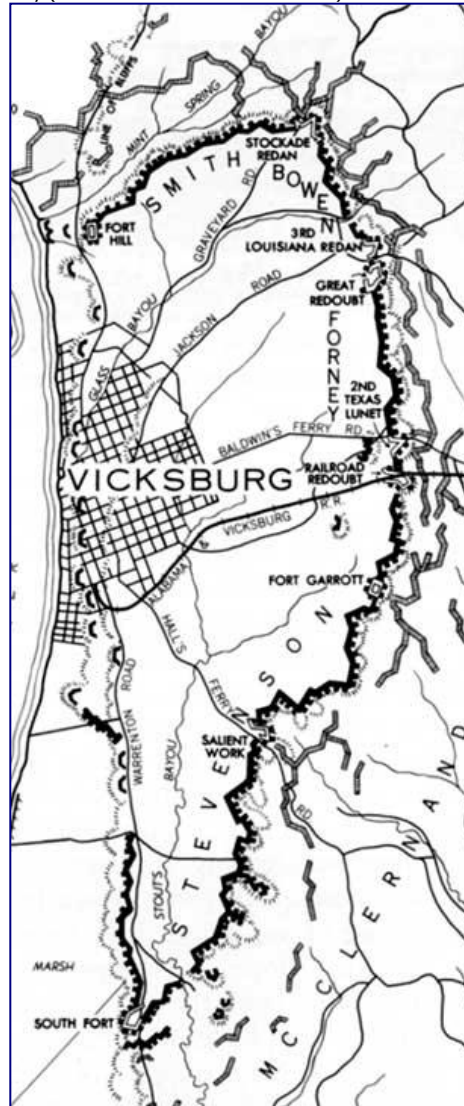 LINE OF BLUFFS
MINT SPRING BAYOU
STOCKADE
REDAN
SMITH
BOWEN
FORT
HILL
GRAVEYARD RD
3RD
LOUISIANA REDAN
GREAT
REDOUBT
GLASS BAYOU
JACKSON ROAD
FORNEY
2ND
TEXAS
LUNET
BALDWIN'S FERRY RD
VICKSBURG
RAILROAD
REDOUBT
ALABAMA & VICKSBURG R.R.
FORT GARROTT
HALL'S FERRY RD
WARRENTON ROAD
SALIENT
WORK
STEVENSON
STOUT'S BAYOU
MCCLERNAND
MARSH
SOUTH FORT